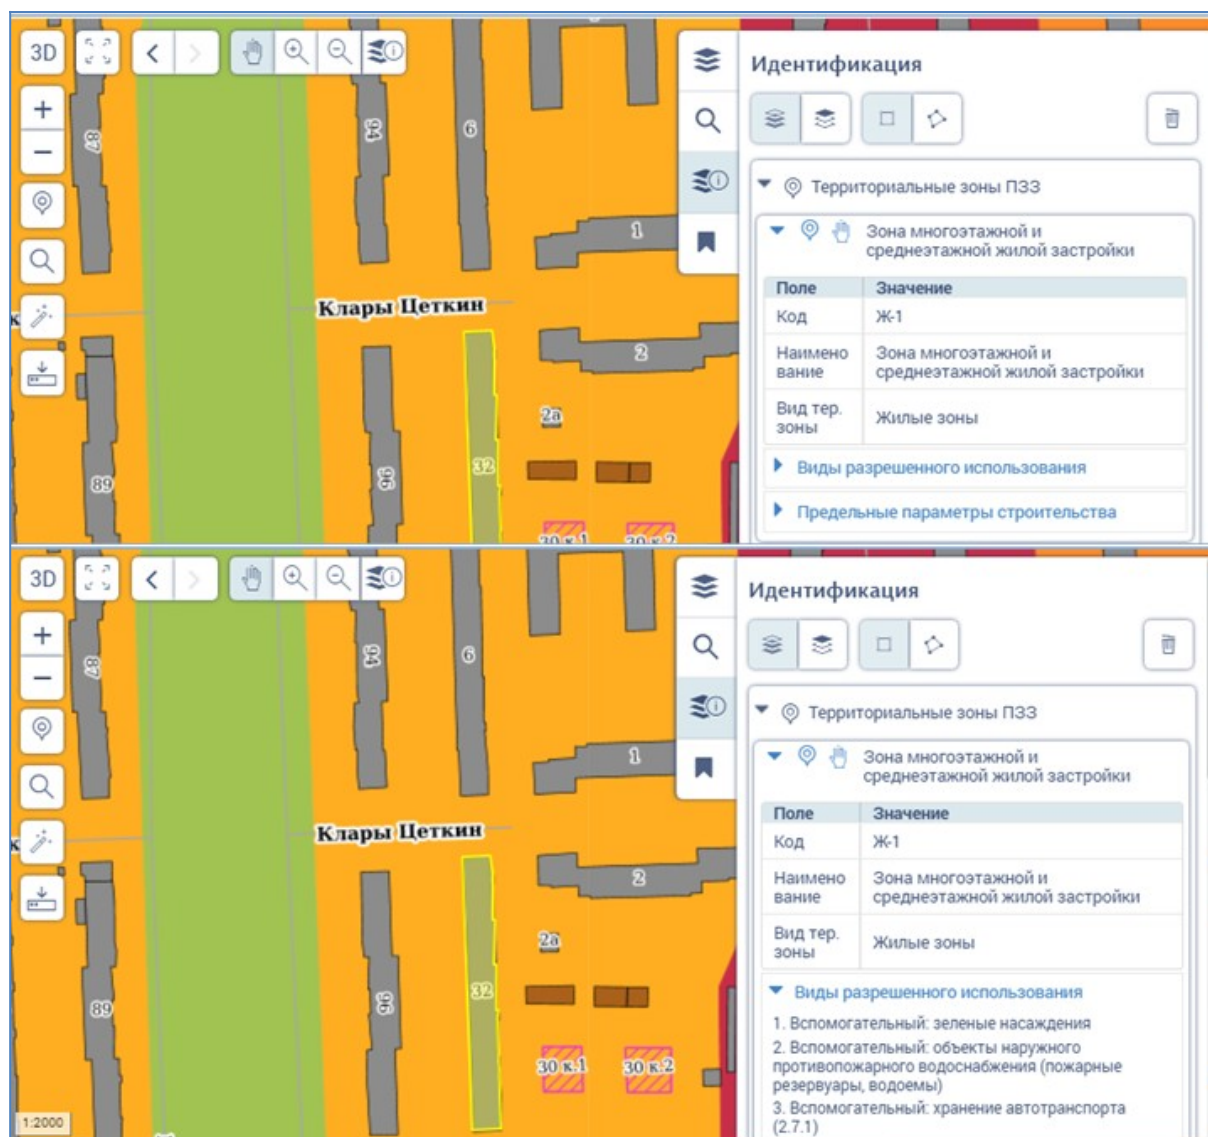 3D
Идентификация
87
94
6
1
Территориальные зоны ПЗЗ
Зона многоэтажной и
среднеэтажной жилой застройки
Поле Значение
Код Ж-1
Клары Цеткин
к
Наимено
вание
Зона многоэтажной и
среднеэтажной жилой застройки
2
Вид тер.
зоны
Жилые зоны
2а
32
96
89
Виды разрешенного использования
Предельные параметры строительства
30 к.1 30 к.2
3D
Идентификация
87
94
6
1
Территориальные зоны ПЗЗ
Зона многоэтажной и
среднеэтажной жилой застройки
Поле Значение
Код Ж-1
Клары Цеткин
к
Наимено
вание
Зона многоэтажной и
среднеэтажной жилой застройки
2
Вид тер.
зоны
Жилые зоны
2а
32
96
89
Виды разрешенного использования
1. Вспомогательный: зеленые насаждения
2. Вспомогательный: объекты наружного
противопожарного водоснабжения (пожарные
резервуары, водоемы)
3. Вспомогательный: хранение автотранспорта
(2.7.1)
30 к.1 30 к.2
1:2000